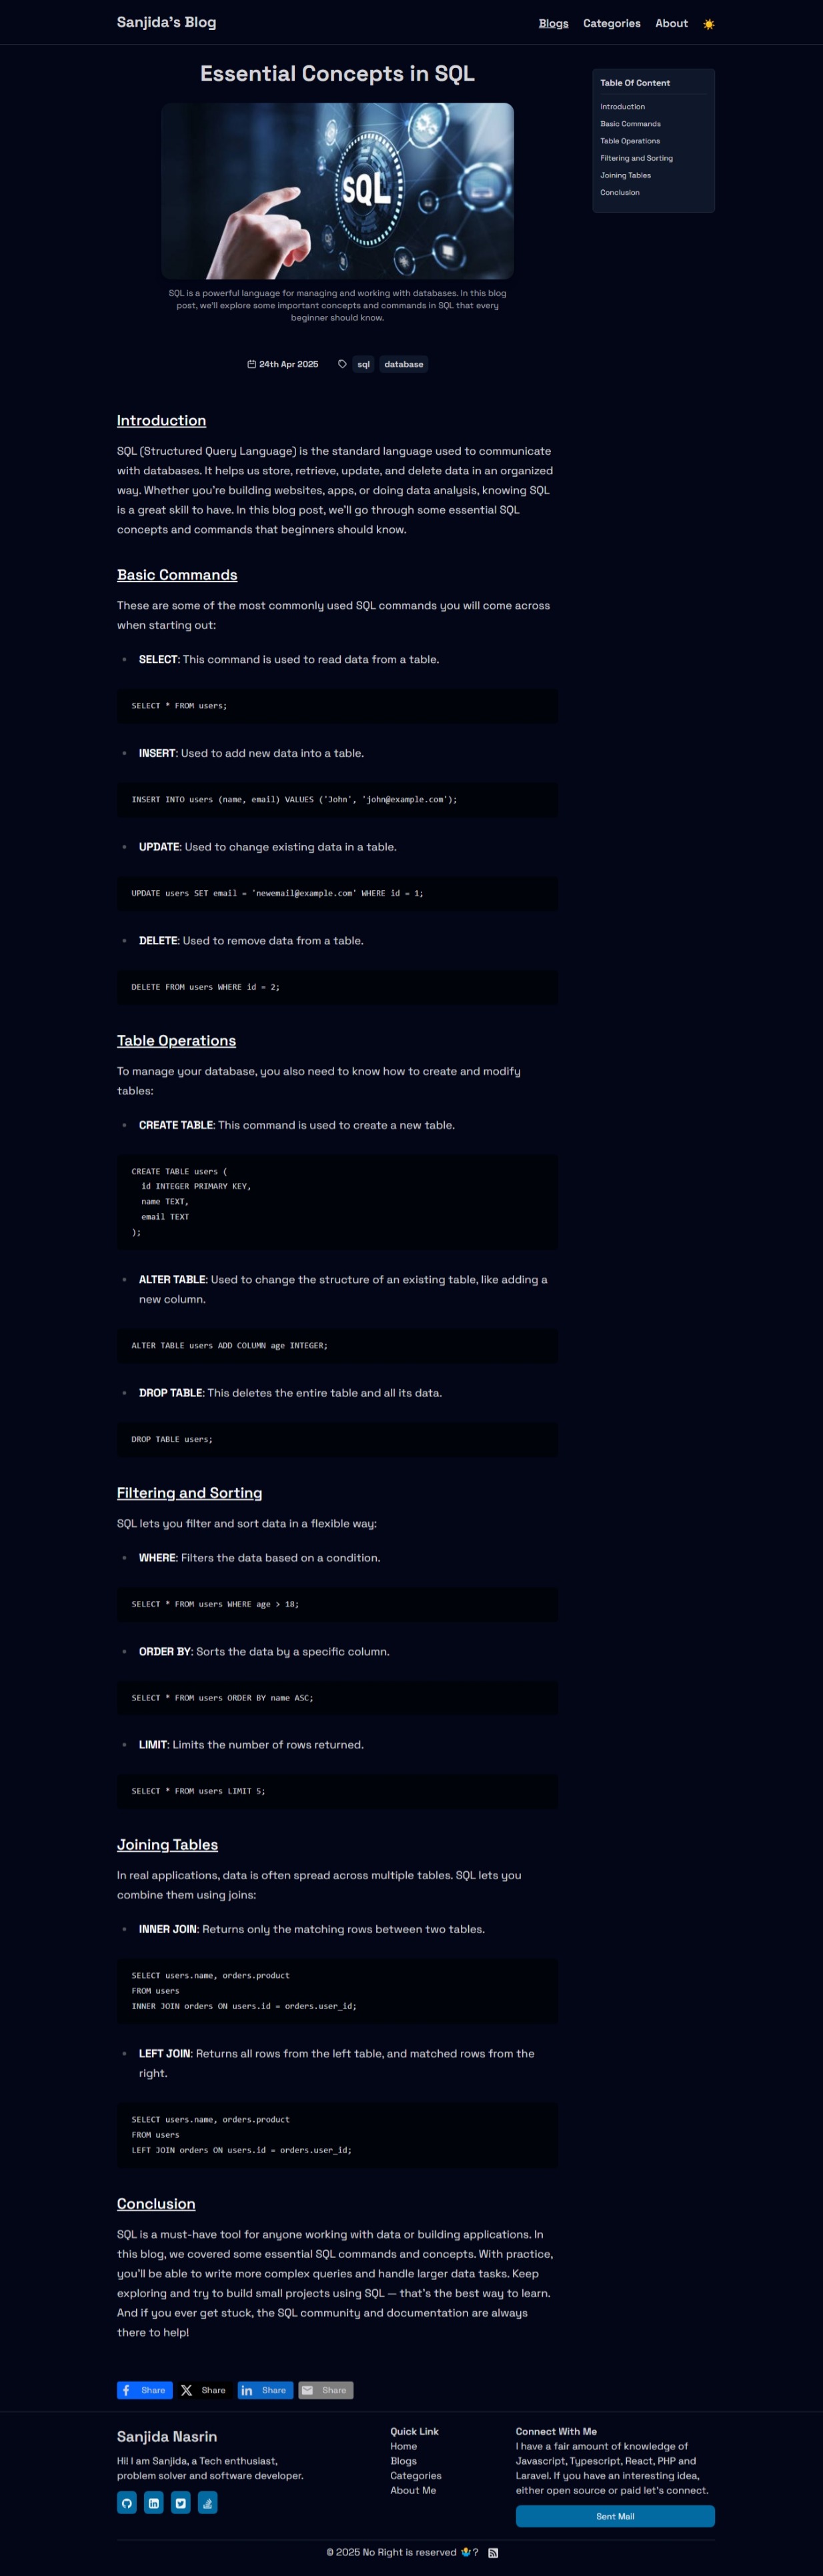 Sanjida's Blog
Blogs Categories About
Essential Concepts in SQL
SQL
SQL is a powerful language for managing and working with databases. In this blog
post, we'll explore some important concepts and commands in SQL that every
beginner should know.
24th Apr 2025 sql database
Table Of Content
Introduction
Basic Commands
Table Operations
Filtering and Sorting
Joining Tables
Conclusion
Introduction
SQL (Structured Query Language) is the standard language used to communicate
with databases. It helps us store, retrieve, update, and delete data in an organized
way. Whether you're building websites, apps, or doing data analysis, knowing SQL
is a great skill to have. In this blog post, we'll go through some essential SQL
concepts and commands that beginners should know.
Basic Commands
These are some of the most commonly used SQL commands you will come across
when starting out:
• SELECT: This command is used to read data from a table.
SELECT * FROM users;
• INSERT: Used to add new data into a table.
INSERT INTO users (name, email) VALUES ('John', 'john@example.com');
• UPDATE: Used to change existing data in a table.
UPDATE users SET email = 'newemail@example.com' WHERE id = 1;
• DELETE: Used to remove data from a table.
DELETE FROM users WHERE id = 2;
Table Operations
To manage your database, you also need to know how to create and modify
tables:
• CREATE TABLE: This command is used to create a new table.
CREATE TABLE users (
  id INTEGER PRIMARY KEY,
  name TEXT,
  email TEXT
);
• ALTER TABLE: Used to change the structure of an existing table, like adding a
new column.
ALTER TABLE users ADD COLUMN age INTEGER;
• DROP TABLE: This deletes the entire table and all its data.
DROP TABLE users;
Filtering and Sorting
SQL lets you filter and sort data in a flexible way:
• WHERE: Filters the data based on a condition.
SELECT * FROM users WHERE age > 18;
• ORDER BY: Sorts the data by a specific column.
SELECT * FROM users ORDER BY name ASC;
• LIMIT: Limits the number of rows returned.
SELECT * FROM users LIMIT 5;
Joining Tables
In real applications, data is often spread across multiple tables. SQL lets you
combine them using joins:
• INNER JOIN: Returns only the matching rows between two tables.
SELECT users.name, orders.product
FROM users
INNER JOIN orders ON users.id = orders.user_id;
• LEFT JOIN: Returns all rows from the left table, and matched rows from the
right.
SELECT users.name, orders.product
FROM users
LEFT JOIN orders ON users.id = orders.user_id;
Conclusion
SQL is a must-have tool for anyone working with data or building applications. In
this blog, we covered some essential SQL commands and concepts. With practice,
you'll be able to write more complex queries and handle larger data tasks. Keep
exploring and try to build small projects using SQL — that's the best way to learn.
And if you ever get stuck, the SQL community and documentation are always
there to help!
Share Share Share Share
Sanjida Nasrin
Hi! I am Sanjida, a Tech enthusiast,
problem solver and software developer.
Quick Link
Home
Blogs
Categories
About Me
Connect With Me
I have a fair amount of knowledge of
Javascript, Typescript, React, PHP and
Laravel. If you have an interesting idea,
either open source or paid let's connect.
Sent Mail
© 2025 No Right is reserved 🤷‍♂️?